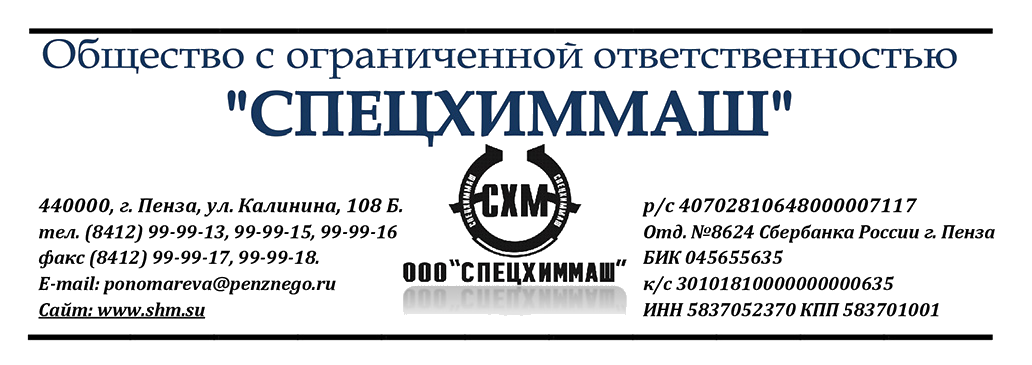 Общество с ограниченной ответственностью
"СПЕЦХИММАШ"
440000, г. Пенза, ул. Калинина, 108 Б.
тел. (8412) 99-99-13, 99-99-15, 99-99-16
факс (8412) 99-99-17, 99-99-18.
E-mail: ponomareva@penznego.ru
Сайт: www.shm.su
СПЕЦХИММАШ
СХМ
СПЕЦХИММАШ
ООО "СПЕЦХИММАШ"
р/с 40702810648000007117
Отд. №8624 Сбербанка России г. Пенза
БИК 045655635
к/с 30101810000000000635
ИНН 5837052370 КПП 583701001